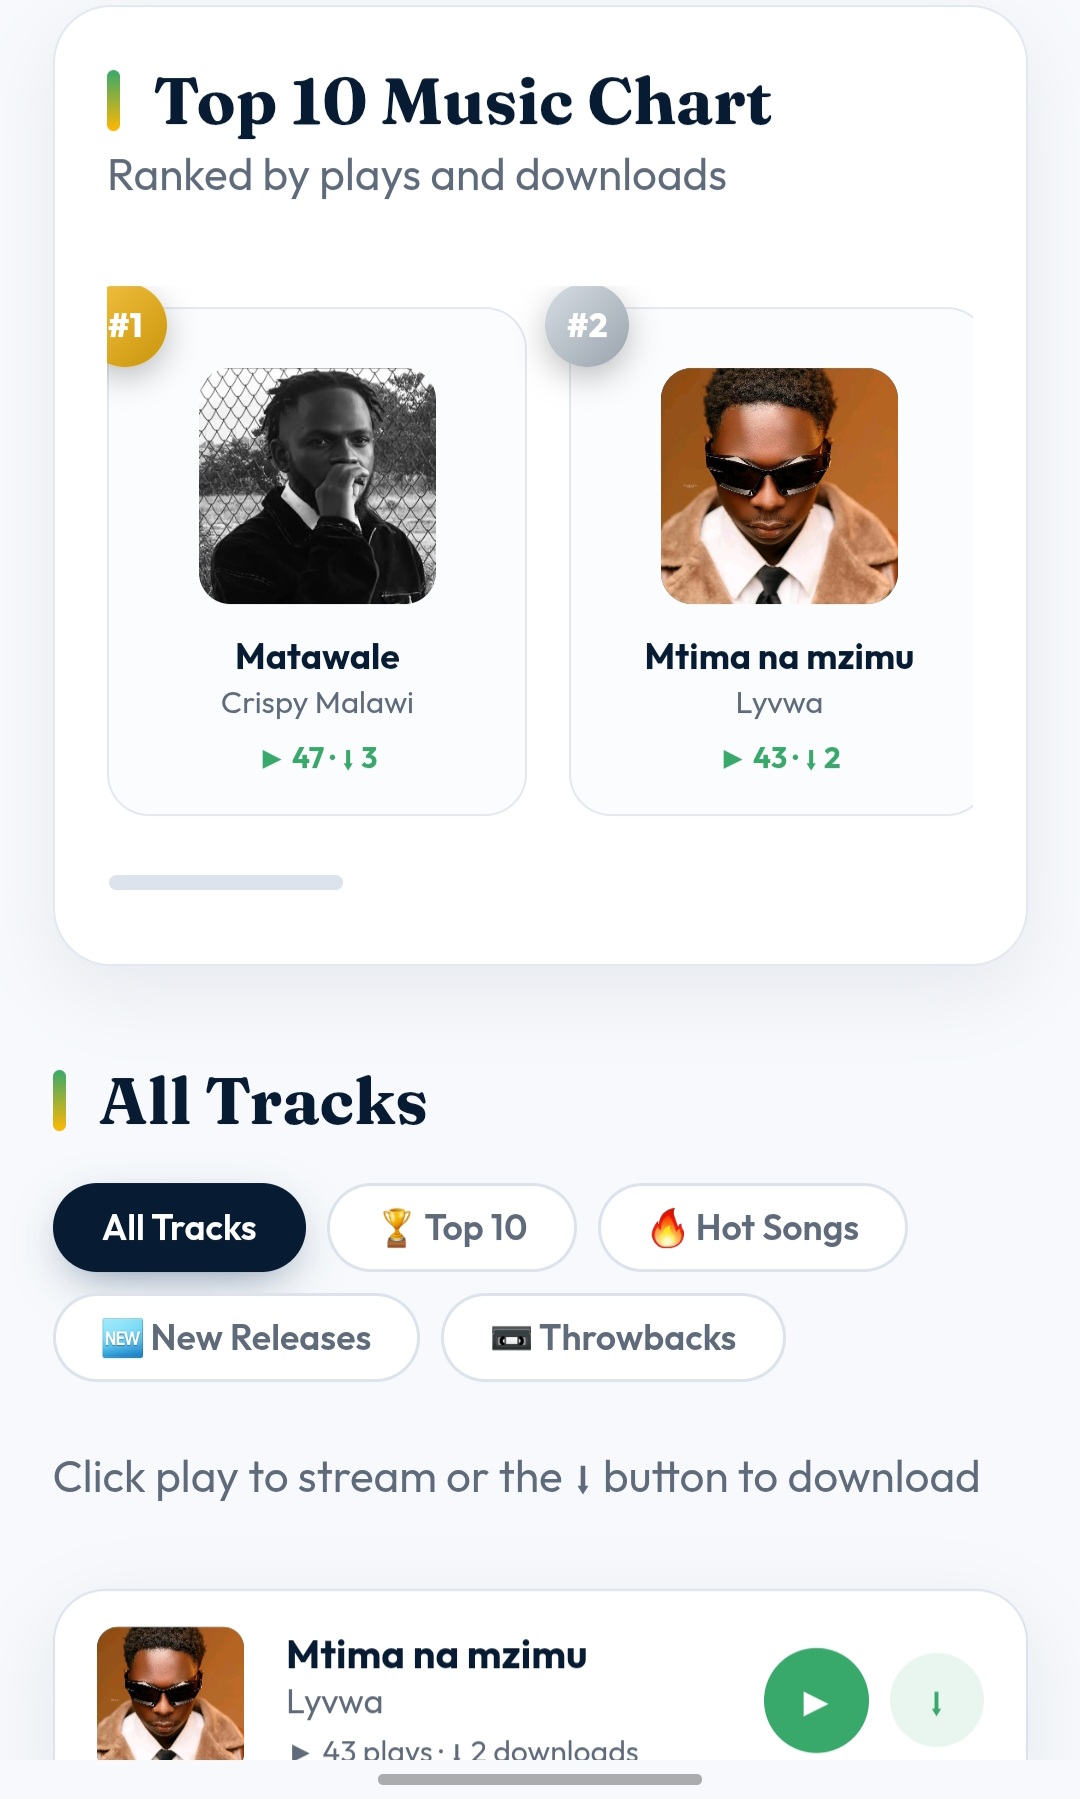 Top 10 Music Chart
Ranked by plays and downloads
#1
#2
Matawale
Crispy Malawi
▶ 47 · ⭣ 3
Mtima na mzimu
Lyvwa
▶ 43 · ⭣ 2
All Tracks
All Tracks
🏆 Top 10
🔥 Hot Songs
🆕 New Releases
📼 Throwbacks
Click play to stream or the ⭣ button to download
Mtima na mzimu
Lyvwa
▶ 43 plays · ⭣ 2 downloads